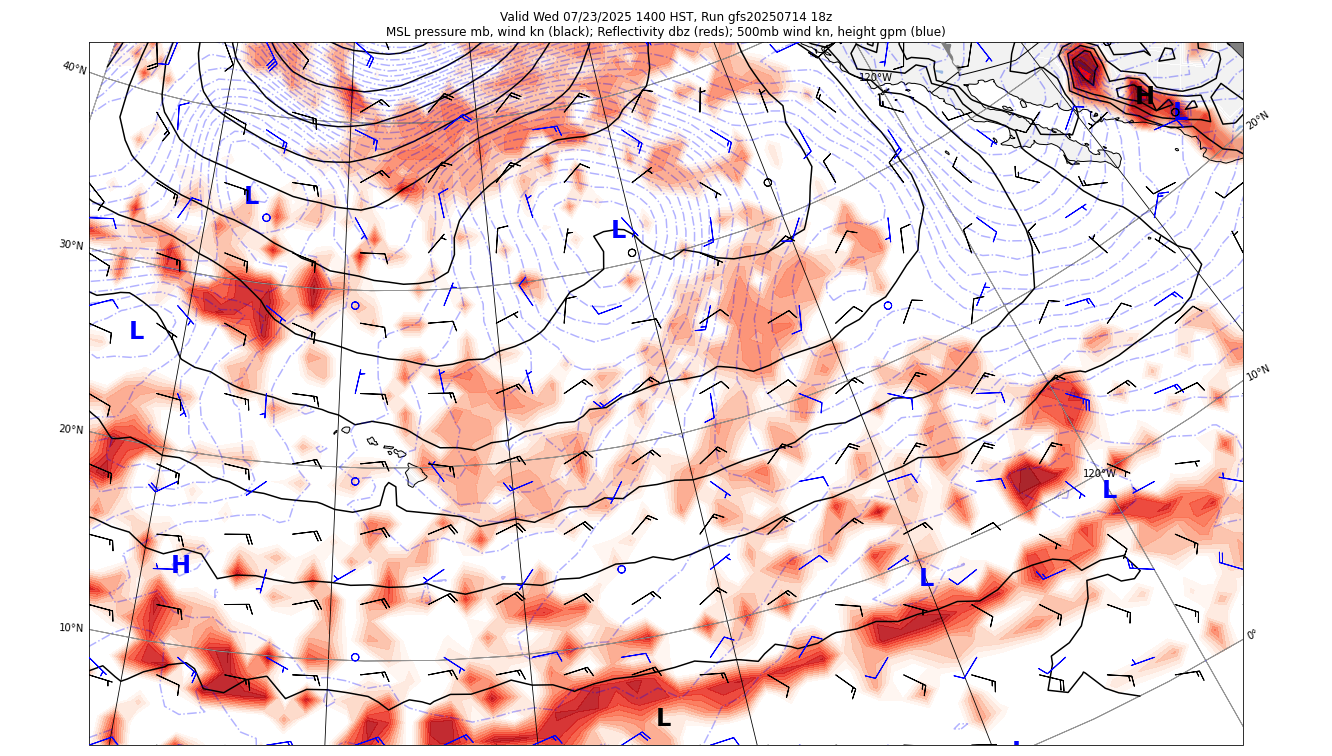 Valid Wed 07/23/2025 1400 HST, Run gfs20250714 18z
MSL pressure mb, wind kn (black); Reflectivity dbz (reds); 500mb wind kn, height gpm (blue)
40°N
120°W
H
L
20°N
L
L
30°N
L
10°N
20°N
120°W
L
H
L
10°N
0°
L
L